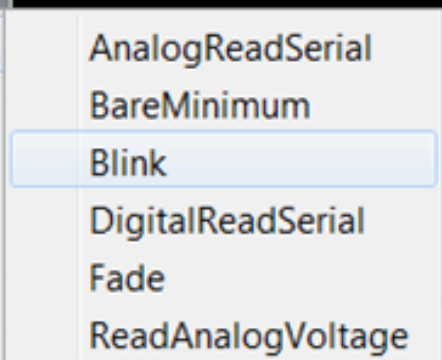 AnalogReadSerial
BareMinimum
Blink
DigitalReadSerial
Fade
ReadAnalogVoltage